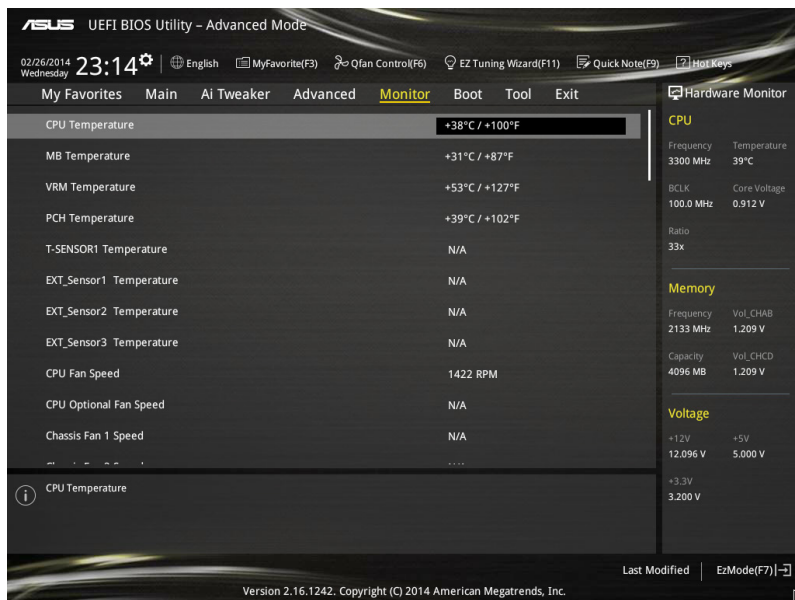 ASUS UEFI BIOS Utility – Advanced Mode
02/26/2014 Wednesday 23:14 English MyFavorite(F3) Qfan Control(F6) EZ Tuning Wizard(F11) Quick Note(F9) ? Hot Keys
My Favorites Main Ai Tweaker Advanced Monitor Boot Tool Exit
CPU Temperature +38°C / +100°F
MB Temperature +31°C / +87°F
VRM Temperature +53°C / +127°F
PCH Temperature +39°C / +102°F
T-SENSOR1 Temperature N/A
EXT_Sensor1 Temperature N/A
EXT_Sensor2 Temperature N/A
EXT_Sensor3 Temperature N/A
CPU Fan Speed 1422 RPM
CPU Optional Fan Speed N/A
Chassis Fan 1 Speed N/A
i CPU Temperature
Hardware Monitor
CPU
Frequency Temperature
3300 MHz 39°C
BCLK Core Voltage
100.0 MHz 0.912 V
Ratio
33x
Memory
Frequency Vol_CHAB
2133 MHz 1.209 V
Capacity Vol_CHCD
4096 MB 1.209 V
Voltage
+12V +5V
12.096 V 5.000 V
+3.3V
3.200 V
Last Modified EzMode(F7)
Version 2.16.1242. Copyright (C) 2014 American Megatrends, Inc.